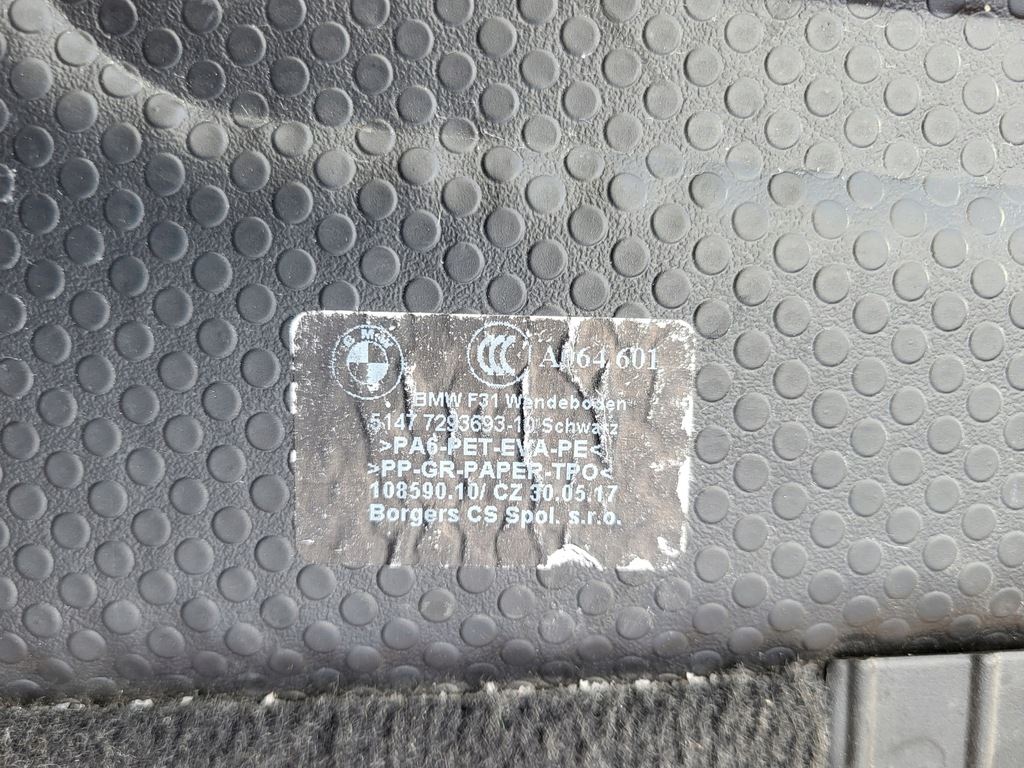 BMW
CCC
A064 601
BMW F31 Wendeboden
5147 7293693-10 Schwarz
>PA6-PET-EVA-PE<
>PP-GR-PAPER-TPO<
108590.10/ CZ 30.05.17
Borgers CS Spol. s.r.o.